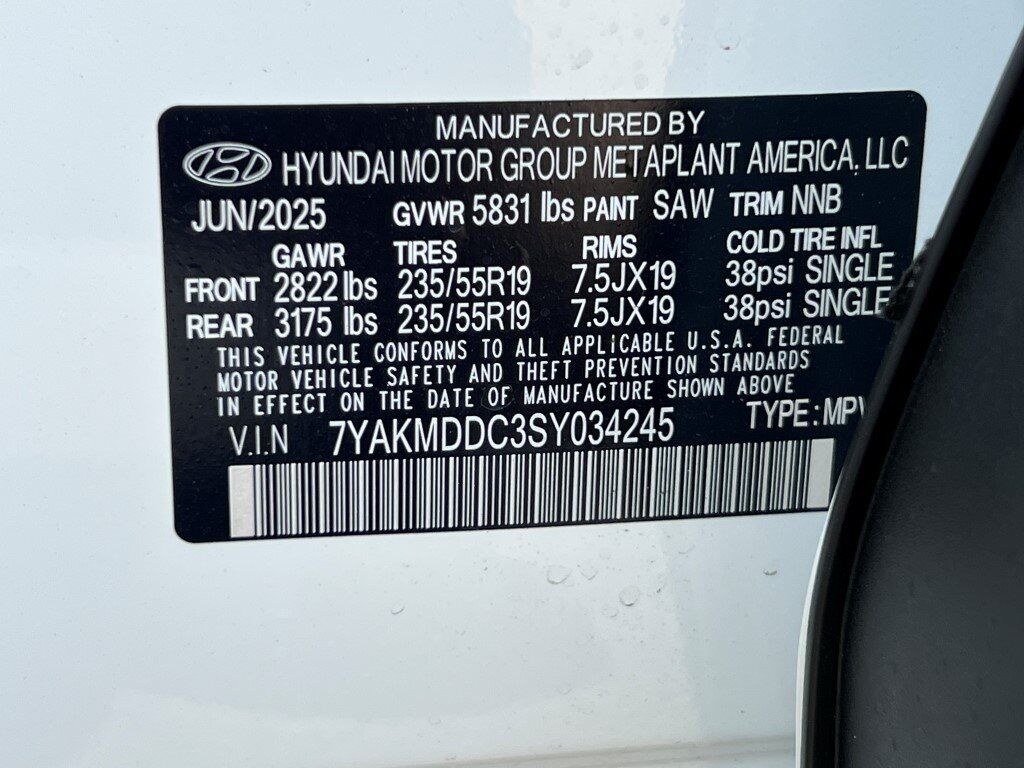 MANUFACTURED BY
HYUNDAI MOTOR GROUP METAPLANT AMERICA, LLC
JUN/2025 GVWR 5831 lbs PAINT SAW TRIM NNB
GAWR TIRES RIMS COLD TIRE INFL
FRONT 2822 lbs 235/55R19 7.5JX19 38psi SINGLE
REAR 3175 lbs 235/55R19 7.5JX19 38psi SINGLE
THIS VEHICLE CONFORMS TO ALL APPLICABLE U.S.A. FEDERAL
MOTOR VEHICLE SAFETY AND THEFT PREVENTION STANDARDS
IN EFFECT ON THE DATE OF MANUFACTURE SHOWN ABOVE
V.I.N 7YAKMDDC3SY034245 TYPE: MPV